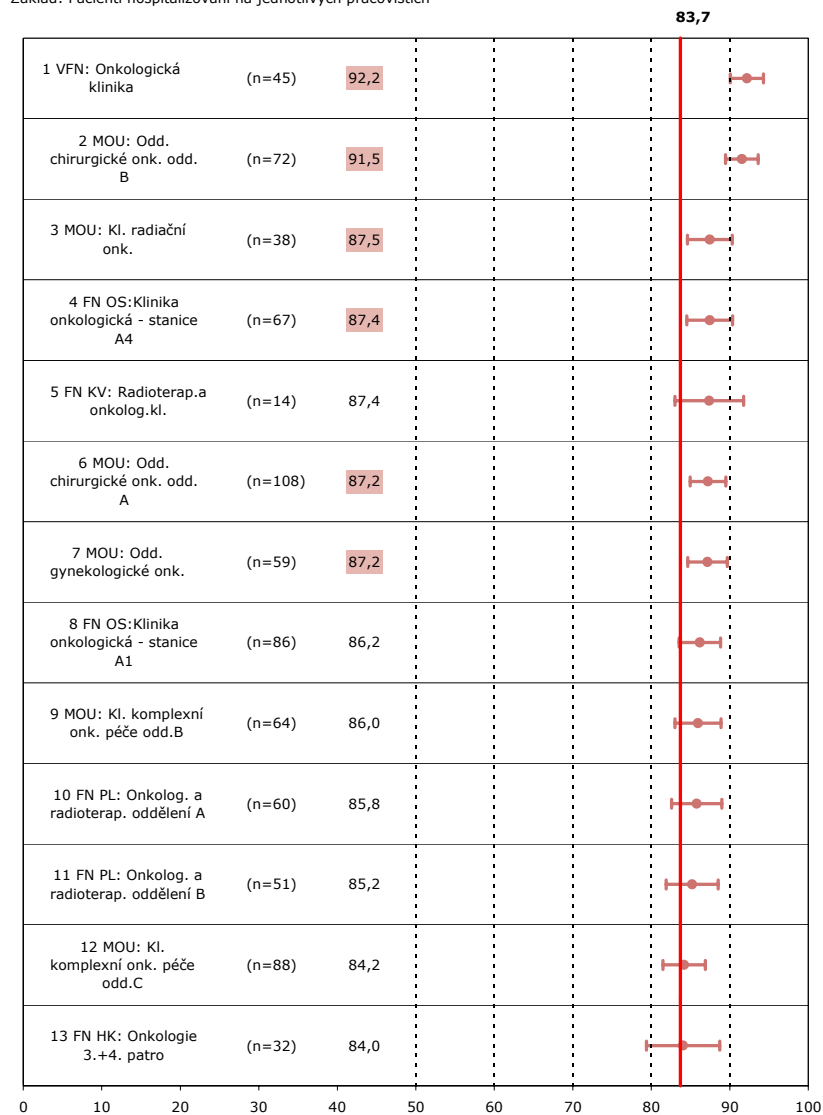 Základ: Pacienti hospitalizovaní na jednotlivých pracovištích
83,7
1 VFN: Onkologická
klinika
(n=45)
92,2
2 MOU: Odd.
chirurgické onk. odd.
B
(n=72)
91,5
3 MOU: Kl. radiační
onk.
(n=38)
87,5
4 FN OS:Klinika
onkologická - stanice
A4
(n=67)
87,4
5 FN KV: Radioterap.a
onkolog.kl.
(n=14)
87,4
6 MOU: Odd.
chirurgické onk. odd.
A
(n=108)
87,2
7 MOU: Odd.
gynekologické onk.
(n=59)
87,2
8 FN OS:Klinika
onkologická - stanice
A1
(n=86)
86,2
9 MOU: Kl. komplexní
onk. péče odd.B
(n=64)
86,0
10 FN PL: Onkolog. a
radioterap. oddělení A
(n=60)
85,8
11 FN PL: Onkolog. a
radioterap. oddělení B
(n=51)
85,2
12 MOU: Kl.
komplexní onk. péče
odd.C
(n=88)
84,2
13 FN HK: Onkologie
3.+4. patro
(n=32)
84,0
0 10 20 30 40 50 60 70 80 90 100